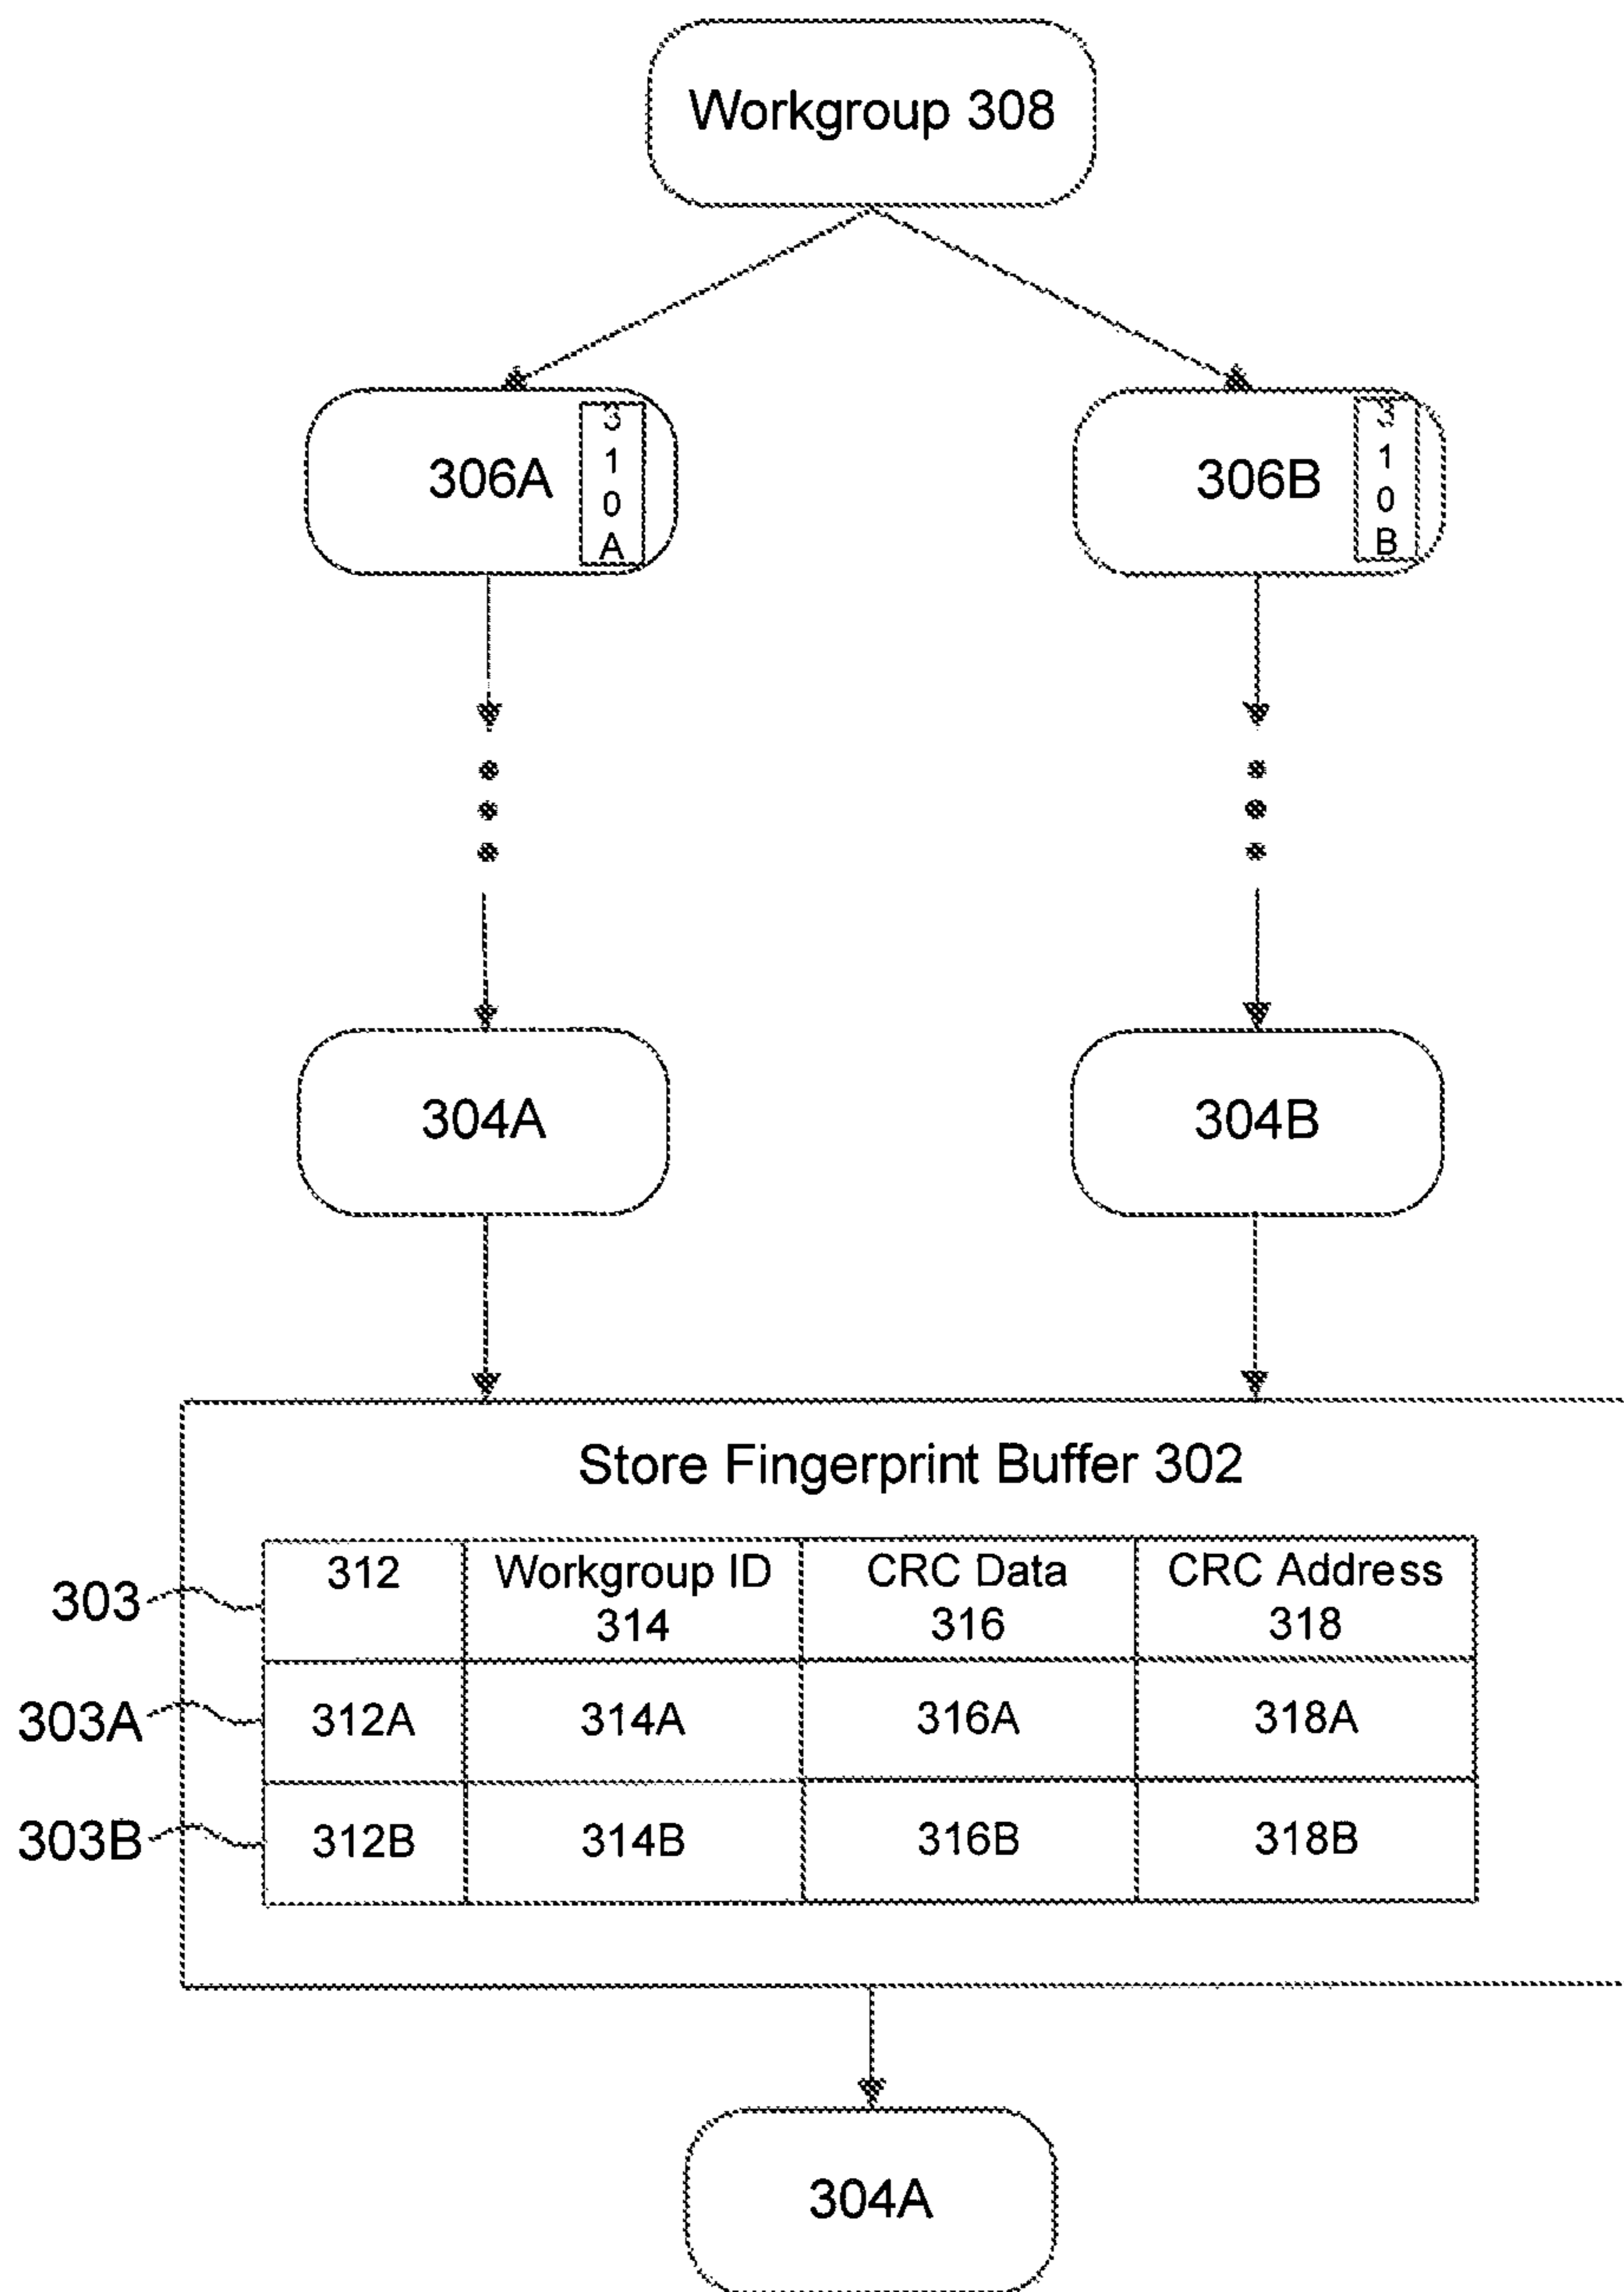 Workgroup 308
306A
3
1
0
A
306B
3
1
0
B
304A
304B
Store Fingerprint Buffer 302
303
312
Workgroup ID
314
CRC Data
316
CRC Address
318
303A
312A
314A
316A
318A
303B
312B
314B
316B
318B
304A